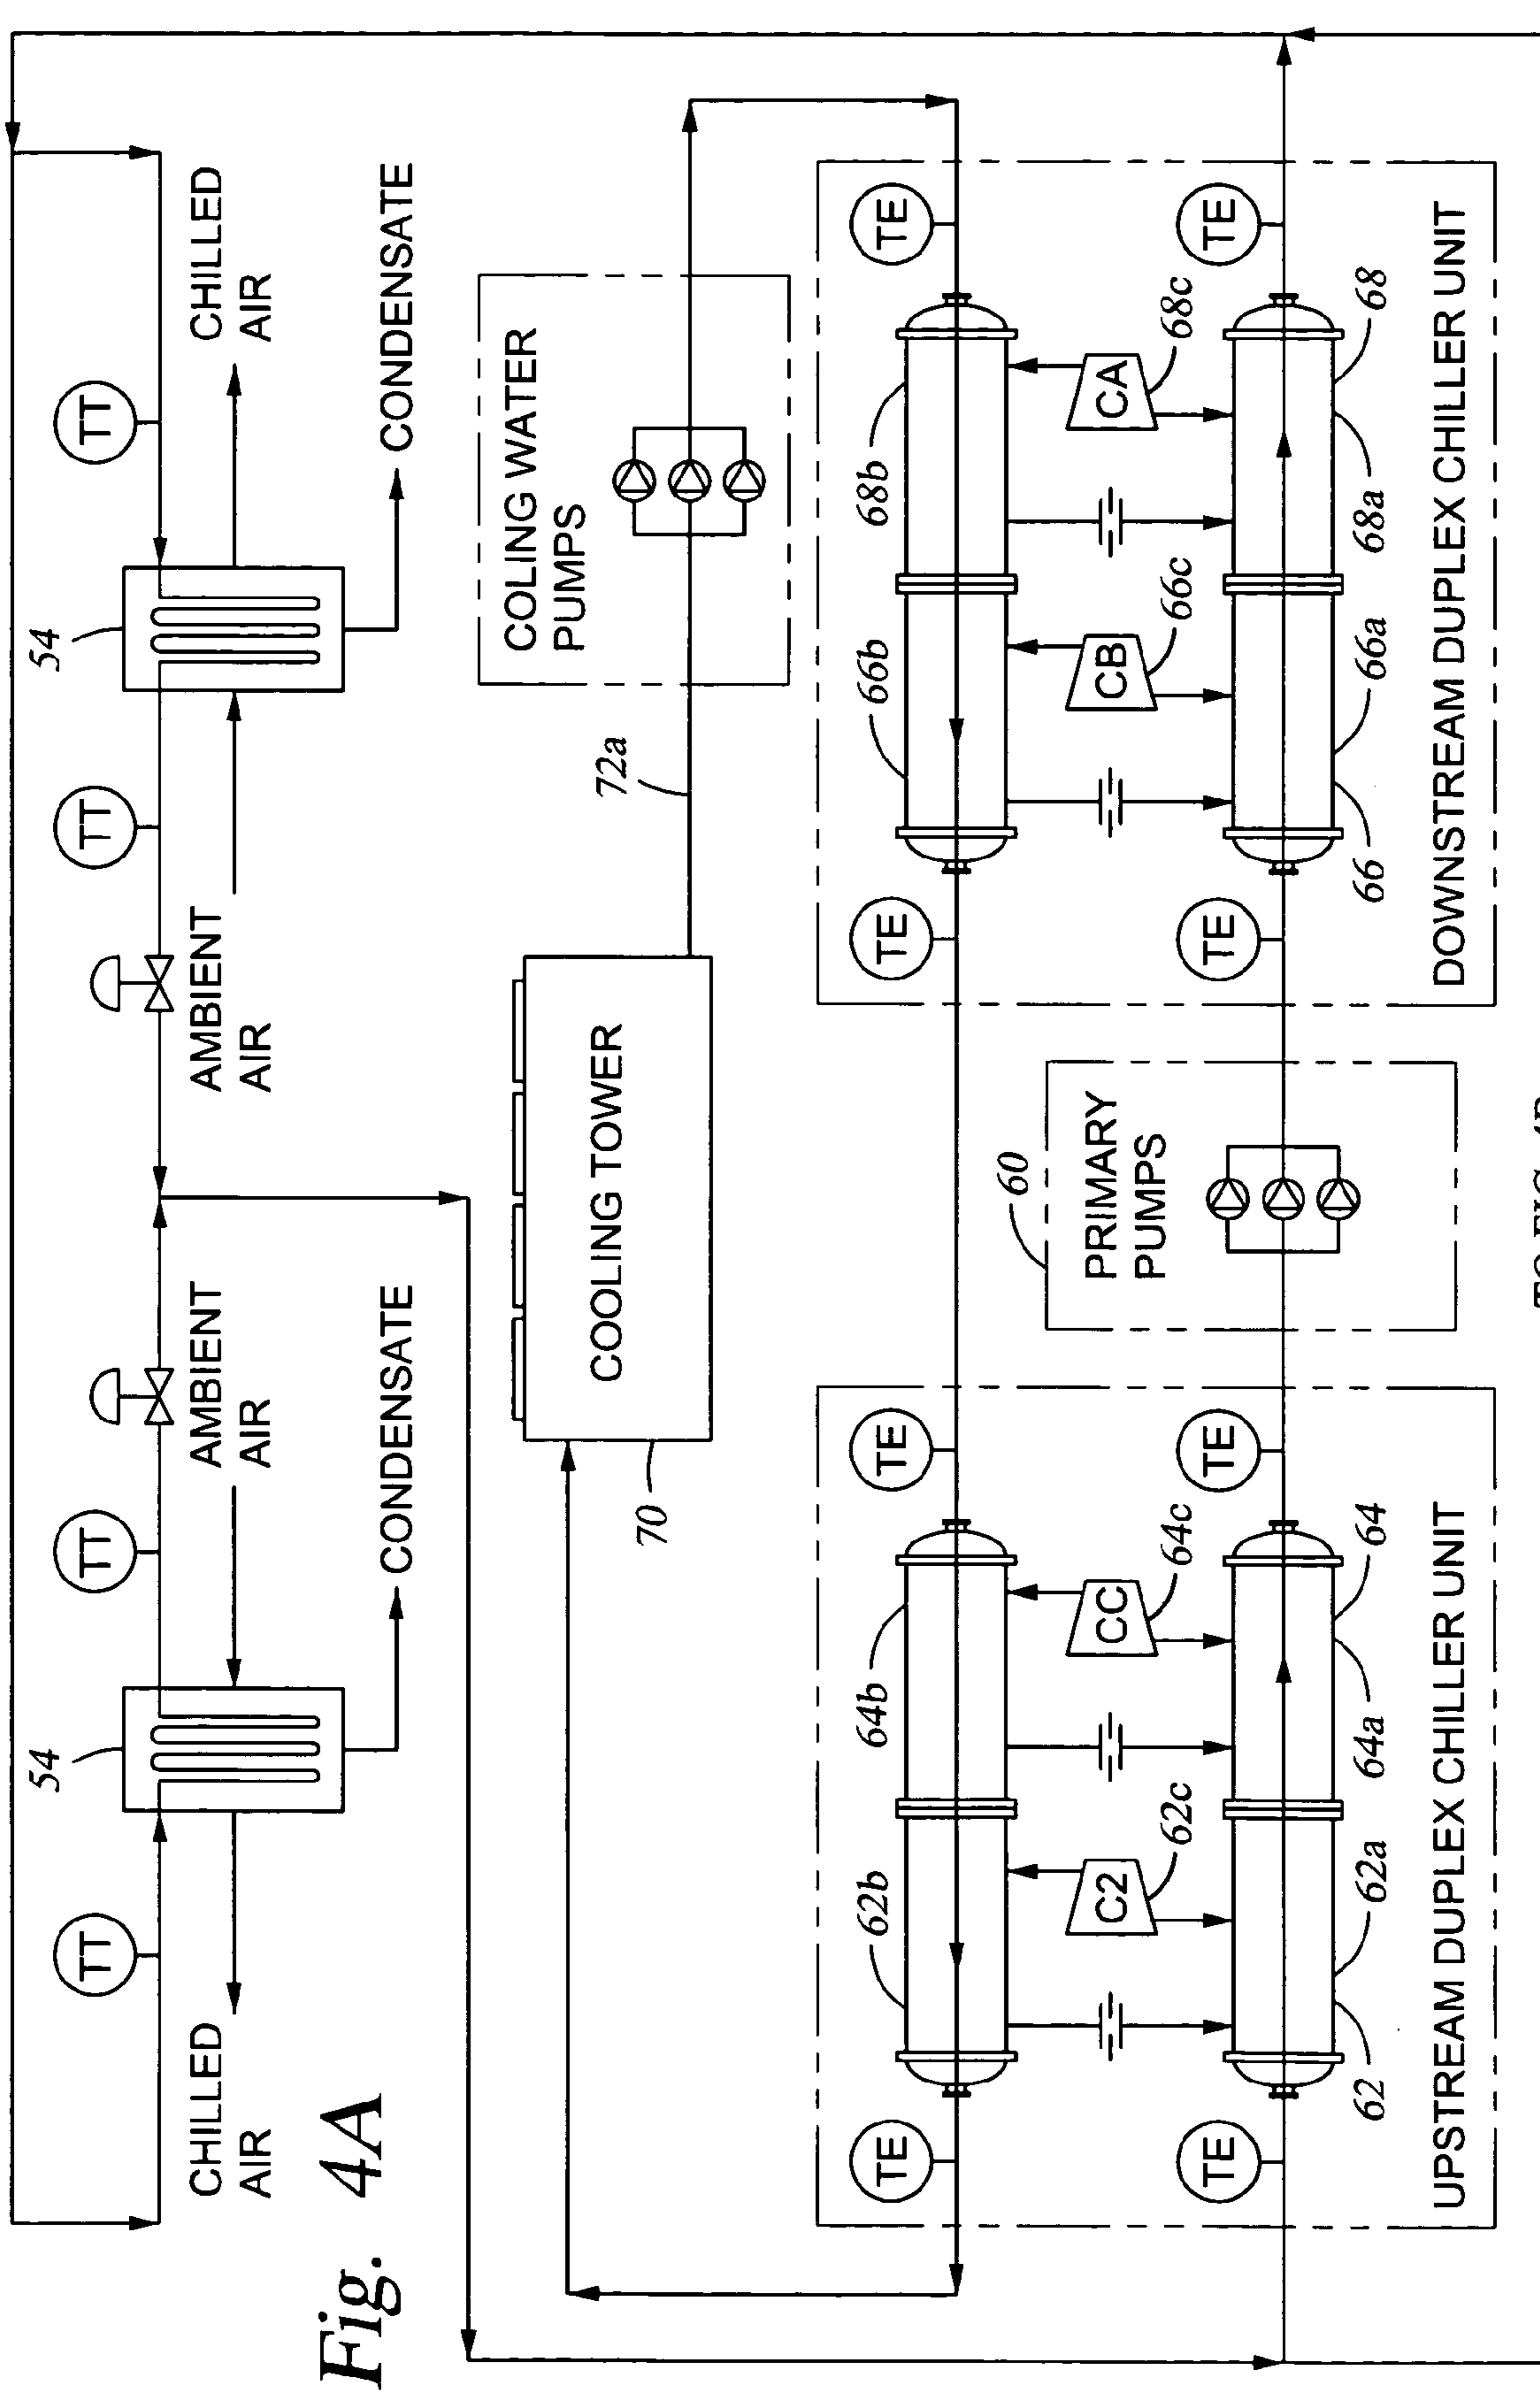 54
54
TT
TT
TT
TT
CHILLED
AIR
AMBIENT
AIR
AMBIENT
AIR
CHILLED
AIR
Fig. 4A
CONDENSATE
CONDENSATE
COLING WATER
PUMPS
COOLING TOWER
72a
70
TE
62b
64b
TE
TE
66b
68b
TE
60
PRIMARY
PUMPS
C2
CC
CB
CA
62c
64c
66c
68c
TE
TE
TE
TE
62
62a
64a
64
66
66a
68a
68
UPSTREAM DUPLEX CHILLER UNIT
DOWNSTREAM DUPLEX CHILLER UNIT